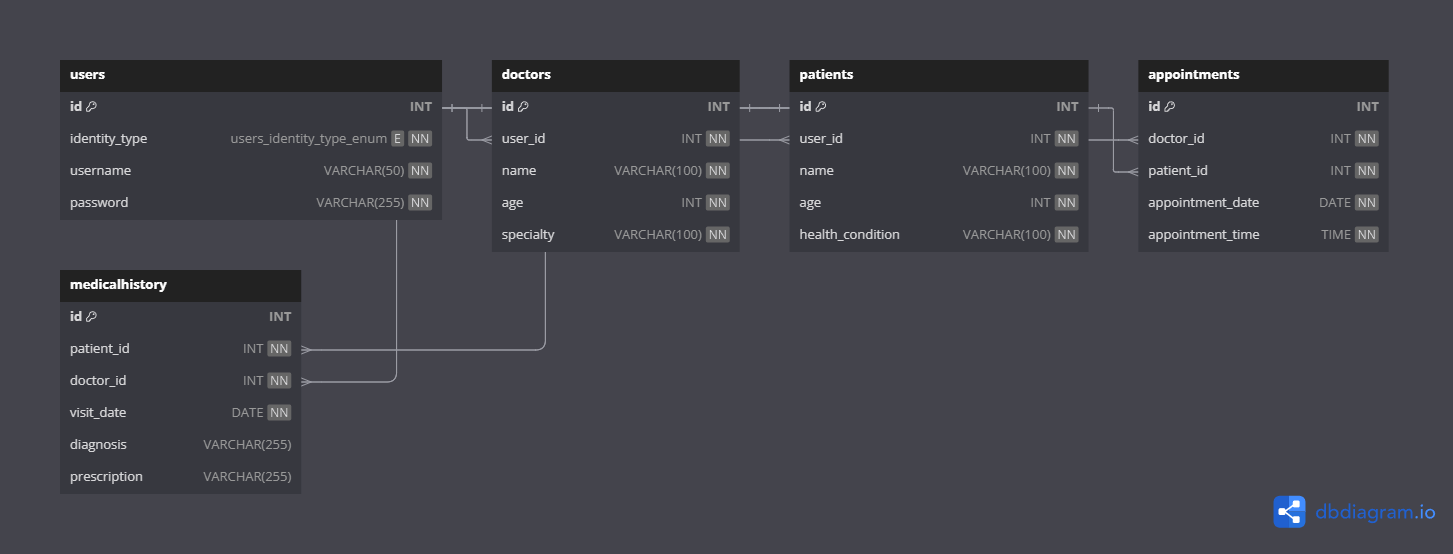 users
id INT
identity_type users_identity_type_enum E NN
username VARCHAR(50) NN
password VARCHAR(255) NN
doctors
id INT
user_id INT NN
name VARCHAR(100) NN
age INT NN
specialty VARCHAR(100) NN
patients
id INT
user_id INT NN
name VARCHAR(100) NN
age INT NN
health_condition VARCHAR(100) NN
appointments
id INT
doctor_id INT NN
patient_id INT NN
appointment_date DATE NN
appointment_time TIME NN
medicalhistory
id INT
patient_id INT NN
doctor_id INT NN
visit_date DATE NN
diagnosis VARCHAR(255)
prescription VARCHAR(255)
dbdiagram.io